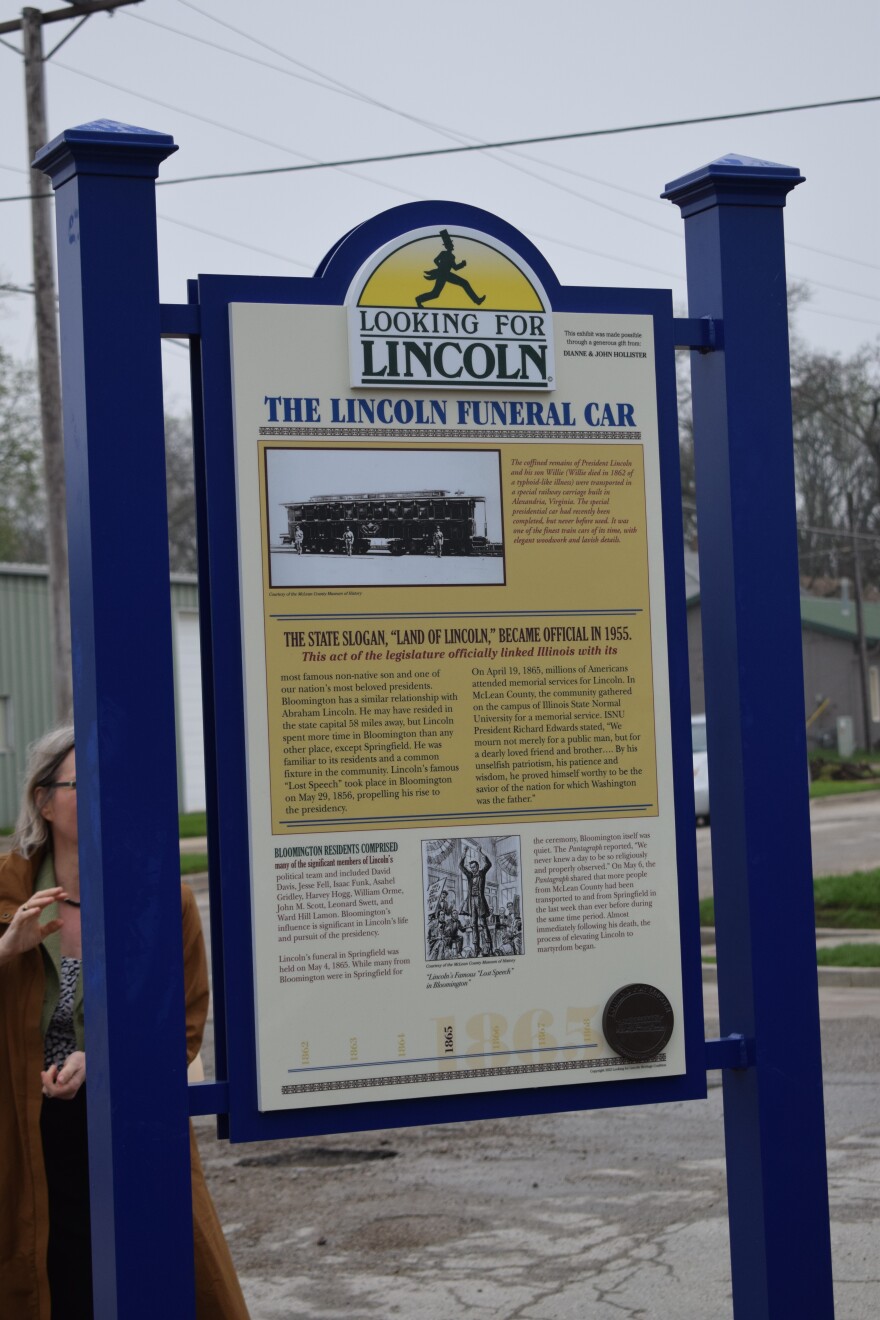 LOOKING FOR
LINCOLN
This exhibit was made possible
through a generous gift from:
DIANNE & JOHN HOLLISTER
THE LINCOLN FUNERAL CAR
The coffined remains of President Lincoln
and his son Willie (Willie died in 1862 of
a typhoid-like illness) were transported in
a special railway carriage built in
Alexandria, Virginia. The special
presidential car had recently been
completed, but never before used. It was
one of the finest train cars of its time, with
elegant woodwork and lavish details.
Courtesy of the McLean County Museum of History
THE STATE SLOGAN, “LAND OF LINCOLN,” BECAME OFFICIAL IN 1955.
This act of the legislature officially linked Illinois with its
most famous non-native son and one of
our nation’s most beloved presidents.
Bloomington has a similar relationship with
Abraham Lincoln. He may have resided in
the state capital 58 miles away, but Lincoln
spent more time in Bloomington than any
other place, except Springfield. He was
familiar to its residents and a common
fixture in the community. Lincoln’s famous
“Lost Speech” took place in Bloomington
on May 29, 1856, propelling his rise to
the presidency.
On April 19, 1865, millions of Americans
attended memorial services for Lincoln. In
McLean County, the community gathered
on the campus of Illinois State Normal
University for a memorial service. ISNU
President Richard Edwards stated, “We
mourn not merely for a public man, but for
a dearly loved friend and brother.... By his
unselfish patriotism, his patience and
wisdom, he proved himself worthy to be the
savior of the nation for which Washington
was the father.”
BLOOMINGTON RESIDENTS COMPRISED
many of the significant members of Lincoln’s
political team and included David
Davis, Jesse Fell, Isaac Funk, Asahel
Gridley, Harvey Hogg, William Orme,
John M. Scott, Leonard Swett, and
Ward Hill Lamon. Bloomington’s
influence is significant in Lincoln’s life
and pursuit of the presidency.
Lincoln’s funeral in Springfield was
held on May 4, 1865. While many from
Bloomington were in Springfield for
Courtesy of the McLean County Museum of History
“Lincoln’s Famous “Lost Speech”
in Bloomington”
the ceremony, Bloomington itself was
quiet. The Pantagraph reported, “We
never knew a day to be so religiously
and properly observed.” On May 6, the
Pantagraph shared that more people
from McLean County had been
transported to and from Springfield in
the last week than ever before during
the same time period. Almost
immediately following his death, the
process of elevating Lincoln to
martyrdom began.
1862 1863 1864 1865 1866 1867 1868
1865